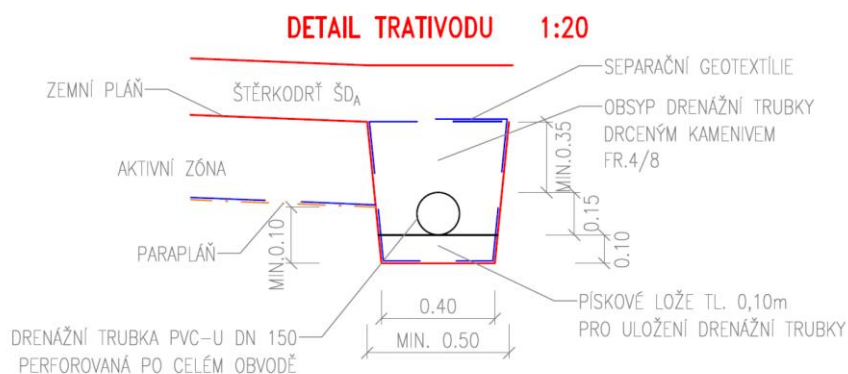 DETAIL TRATIVODU 1:20
ZEMNÍ PLÁŇ
ŠTĚRKODRŤ ŠDA
SEPARAČNÍ GEOTEXTÍLIE
OBSYP DRENÁŽNÍ TRUBKY
DRCENÝM KAMENIVEM
FR.4/8
AKTIVNÍ ZÓNA
MIN.0.35
0.15
0.10
MIN.0.10
PARAPLÁŇ
0.40
MIN. 0.50
PÍSKOVÉ LOŽE TL. 0,10m
PRO ULOŽENÍ DRENÁŽNÍ TRUBKY
DRENÁŽNÍ TRUBKA PVC-U DN 150
PERFOROVANÁ PO CELÉM OBVODĚ